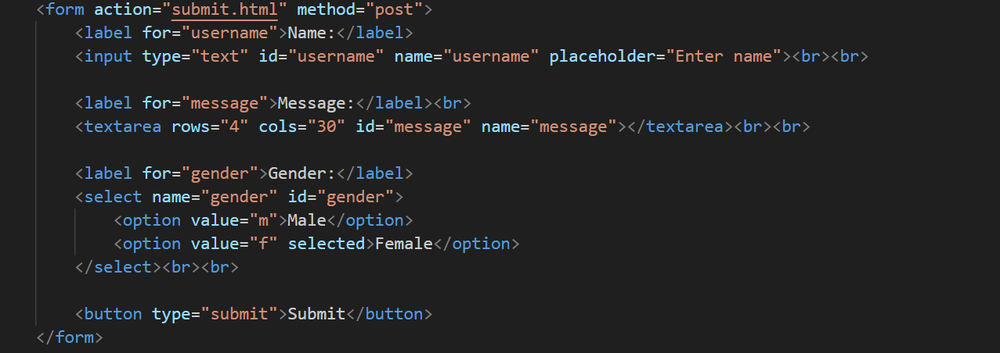 <form action="submit.html" method="post">
<label for="username">Name:</label>
<input type="text" id="username" name="username" placeholder="Enter name"><br><br>
<label for="message">Message:</label><br>
<textarea rows="4" cols="30" id="message" name="message"></textarea><br><br>
<label for="gender">Gender:</label>
<select name="gender" id="gender">
<option value="m">Male</option>
<option value="f" selected>Female</option>
</select><br><br>
<button type="submit">Submit</button>
</form>